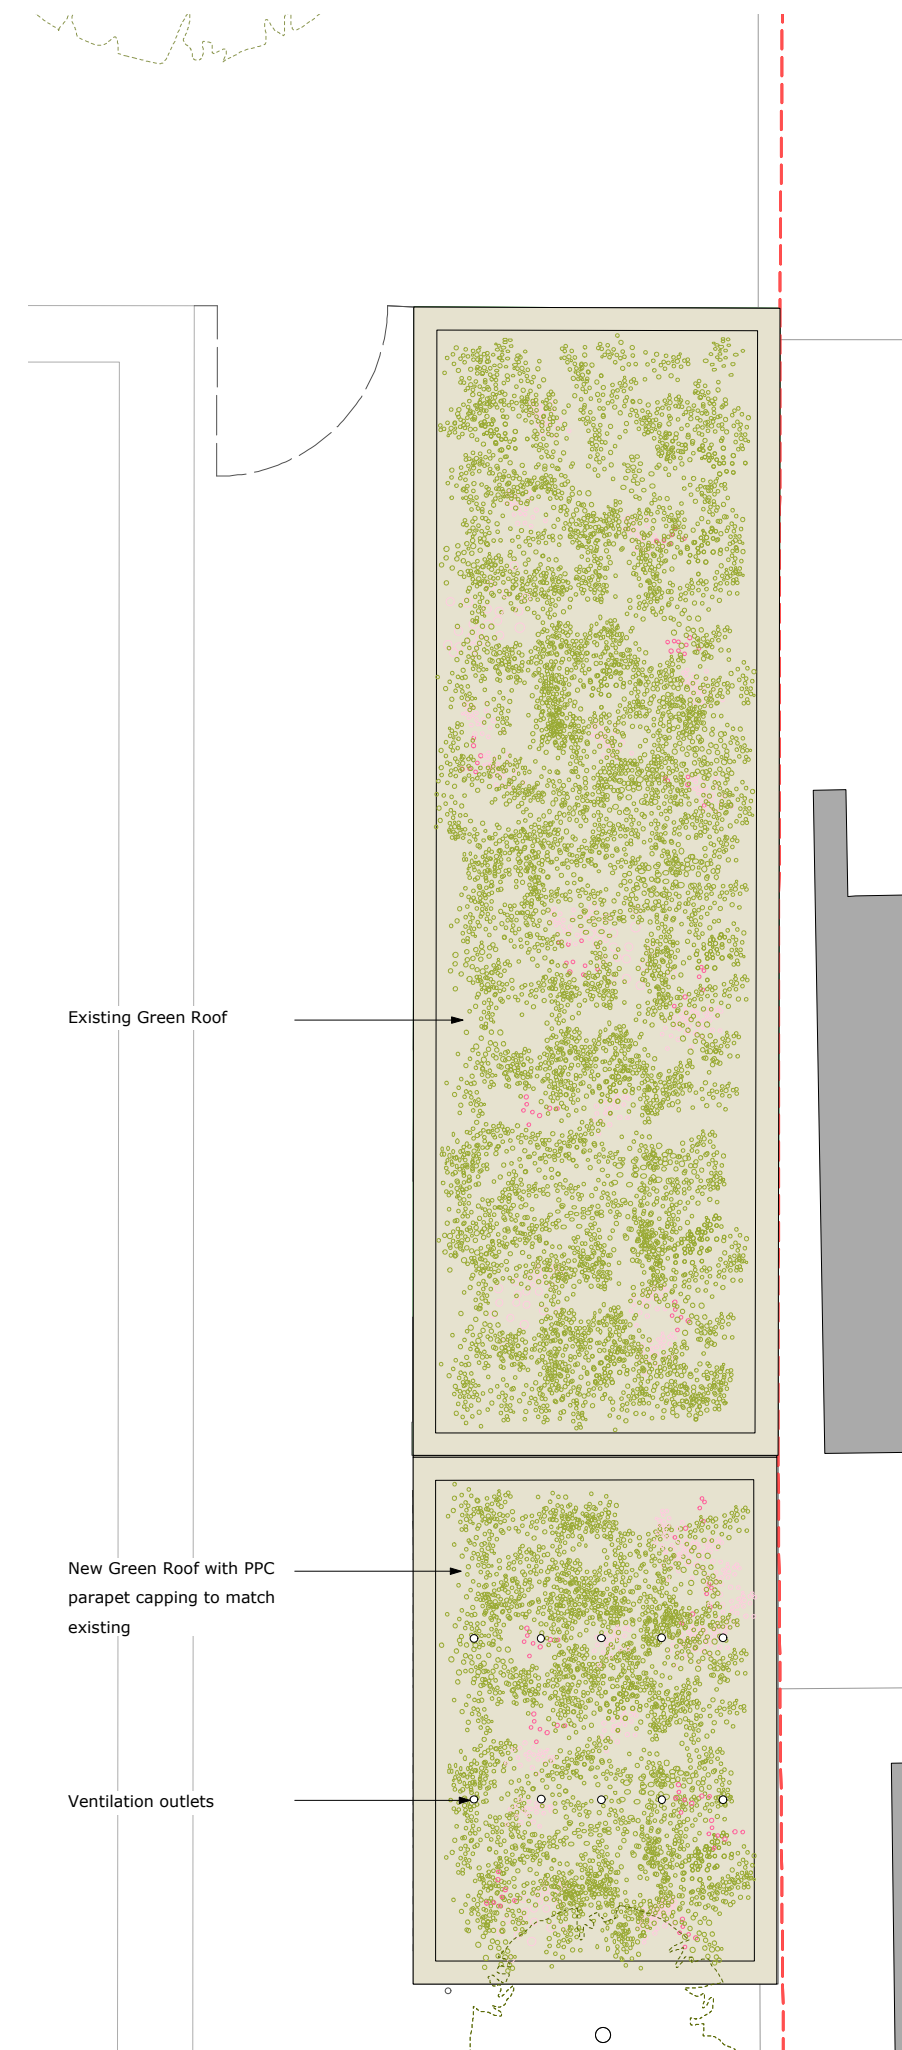 Existing Green Roof
New Green Roof with PPC
parapet capping to match
existing
Ventilation outlets